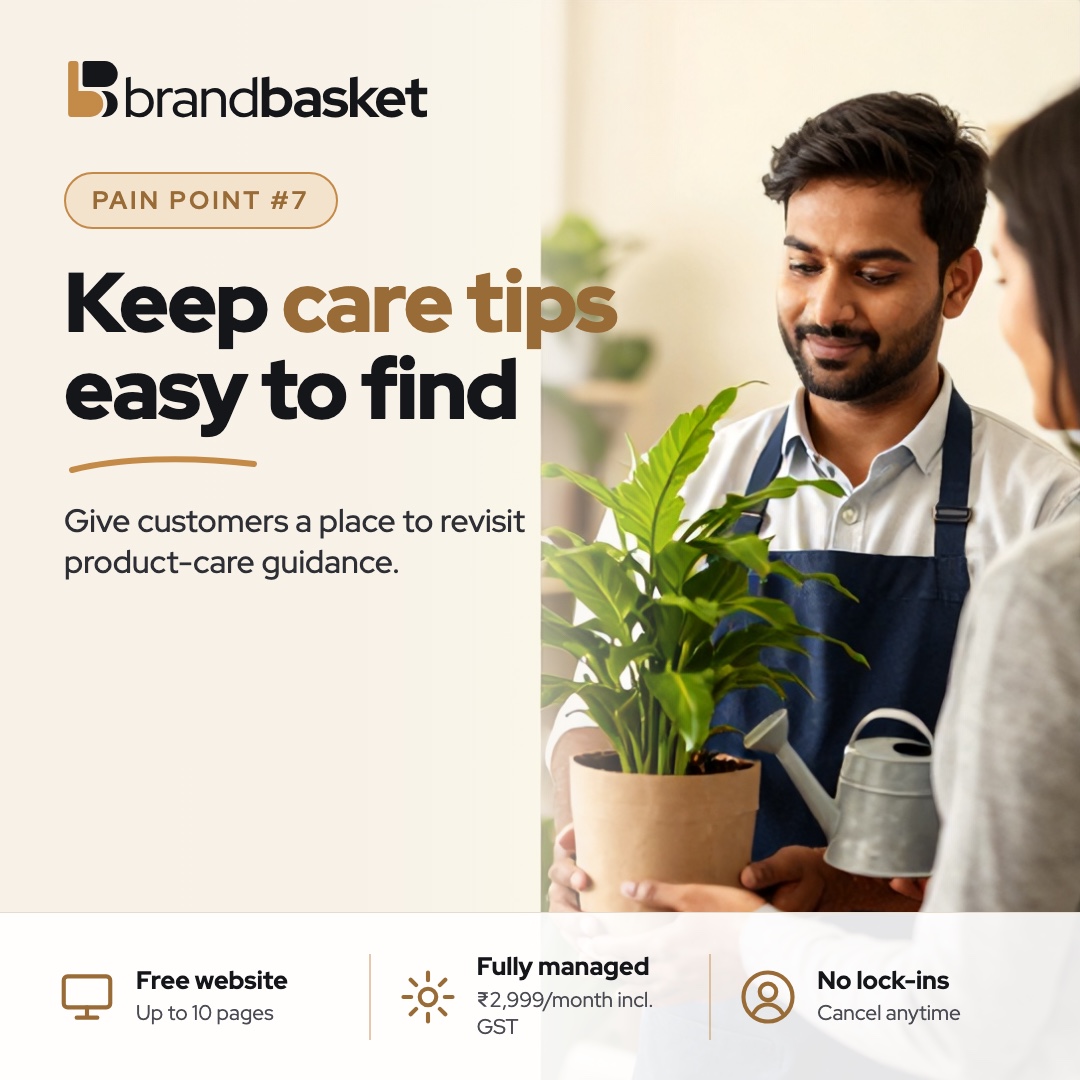 brandbasket
PAIN POINT #7
Keep care tips
easy to find
Give customers a place to revisit
product-care guidance.
Free website
Up to 10 pages
Fully managed
₹2,999/month incl.
GST
No lock-ins
Cancel anytime